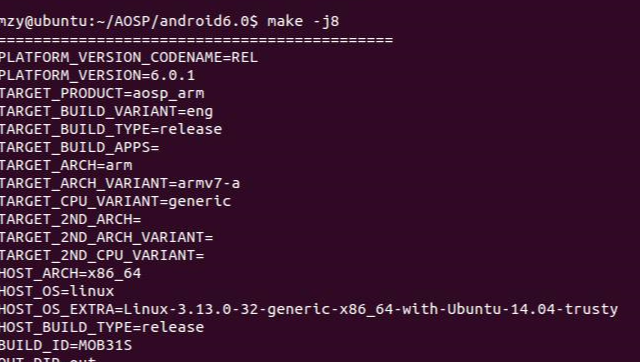 mzy@ubuntu:~/AOSP/android6.0$ make -j8
============================================
PLATFORM_VERSION_CODENAME=REL
PLATFORM_VERSION=6.0.1
TARGET_PRODUCT=aosp_arm
TARGET_BUILD_VARIANT=eng
TARGET_BUILD_TYPE=release
TARGET_BUILD_APPS=
TARGET_ARCH=arm
TARGET_ARCH_VARIANT=armv7-a
TARGET_CPU_VARIANT=generic
TARGET_2ND_ARCH=
TARGET_2ND_ARCH_VARIANT=
TARGET_2ND_CPU_VARIANT=
HOST_ARCH=x86_64
HOST_OS=linux
HOST_OS_EXTRA=Linux-3.13.0-32-generic-x86_64-with-Ubuntu-14.04-trusty
HOST_BUILD_TYPE=release
BUILD_ID=MOB31S
OUT_DIR=out